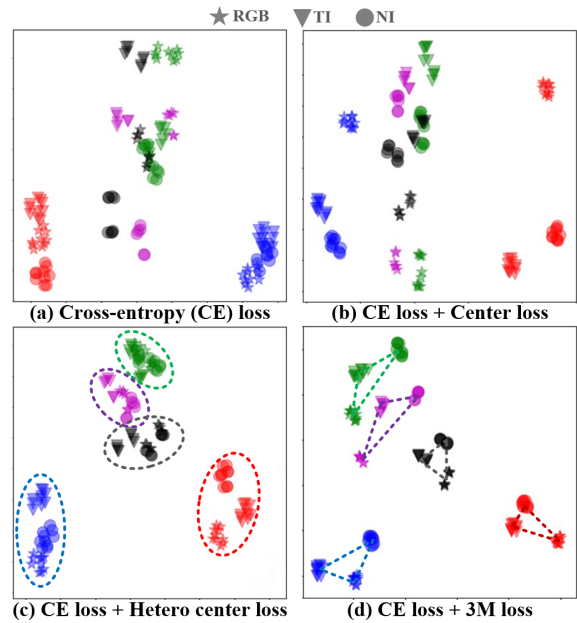 RGB TI NI
(a) Cross-entropy (CE) loss
(b) CE loss + Center loss
(c) CE loss + Hetero center loss
(d) CE loss + 3M loss